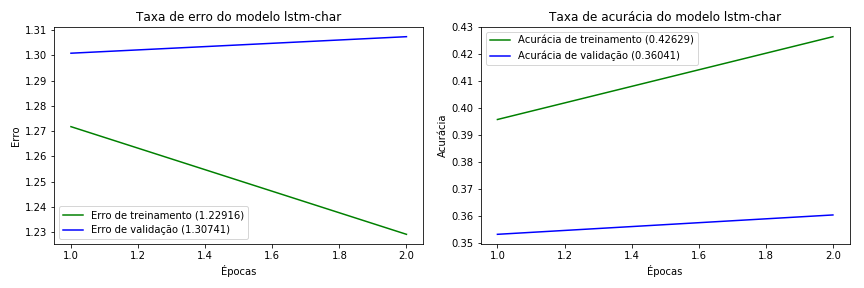 Taxa de erro do modelo lstm-char
1.31
1.30
1.29
1.28
1.27
1.26
1.25
1.24
1.23
Erro
Erro de treinamento (1.22916)
Erro de validação (1.30741)
1.0 1.2 1.4 1.6 1.8 2.0
Épocas
Taxa de acurácia do modelo lstm-char
0.43
0.42
0.41
0.40
0.39
0.38
0.37
0.36
0.35
Acurácia
Acurácia de treinamento (0.42629)
Acurácia de validação (0.36041)
1.0 1.2 1.4 1.6 1.8 2.0
Épocas